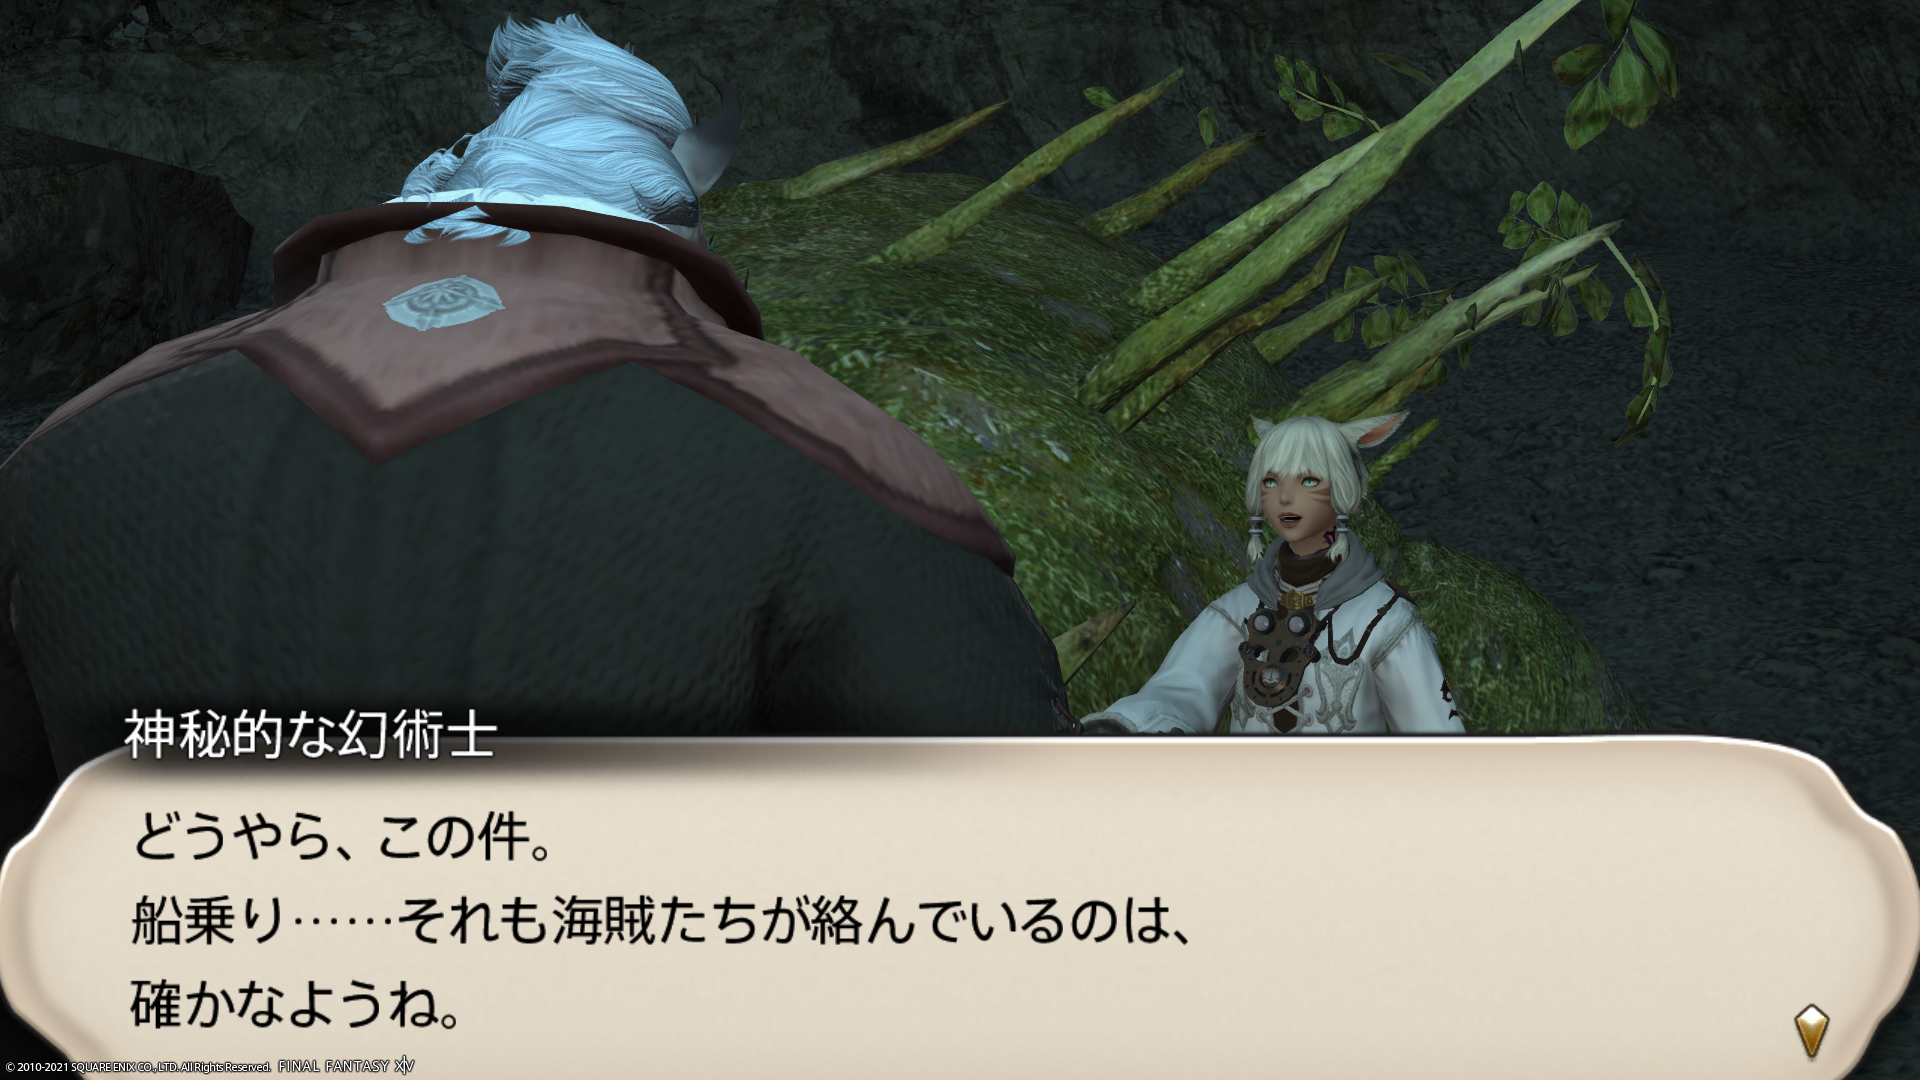 神秘的な幻術士
どうやら、この件。
船乗り……それも海賊たちが絡んでいるのは、
確かなようね。
© 2010-2021 SQUARE ENIX CO., LTD. All Rights Reserved. FINAL FANTASY XIV